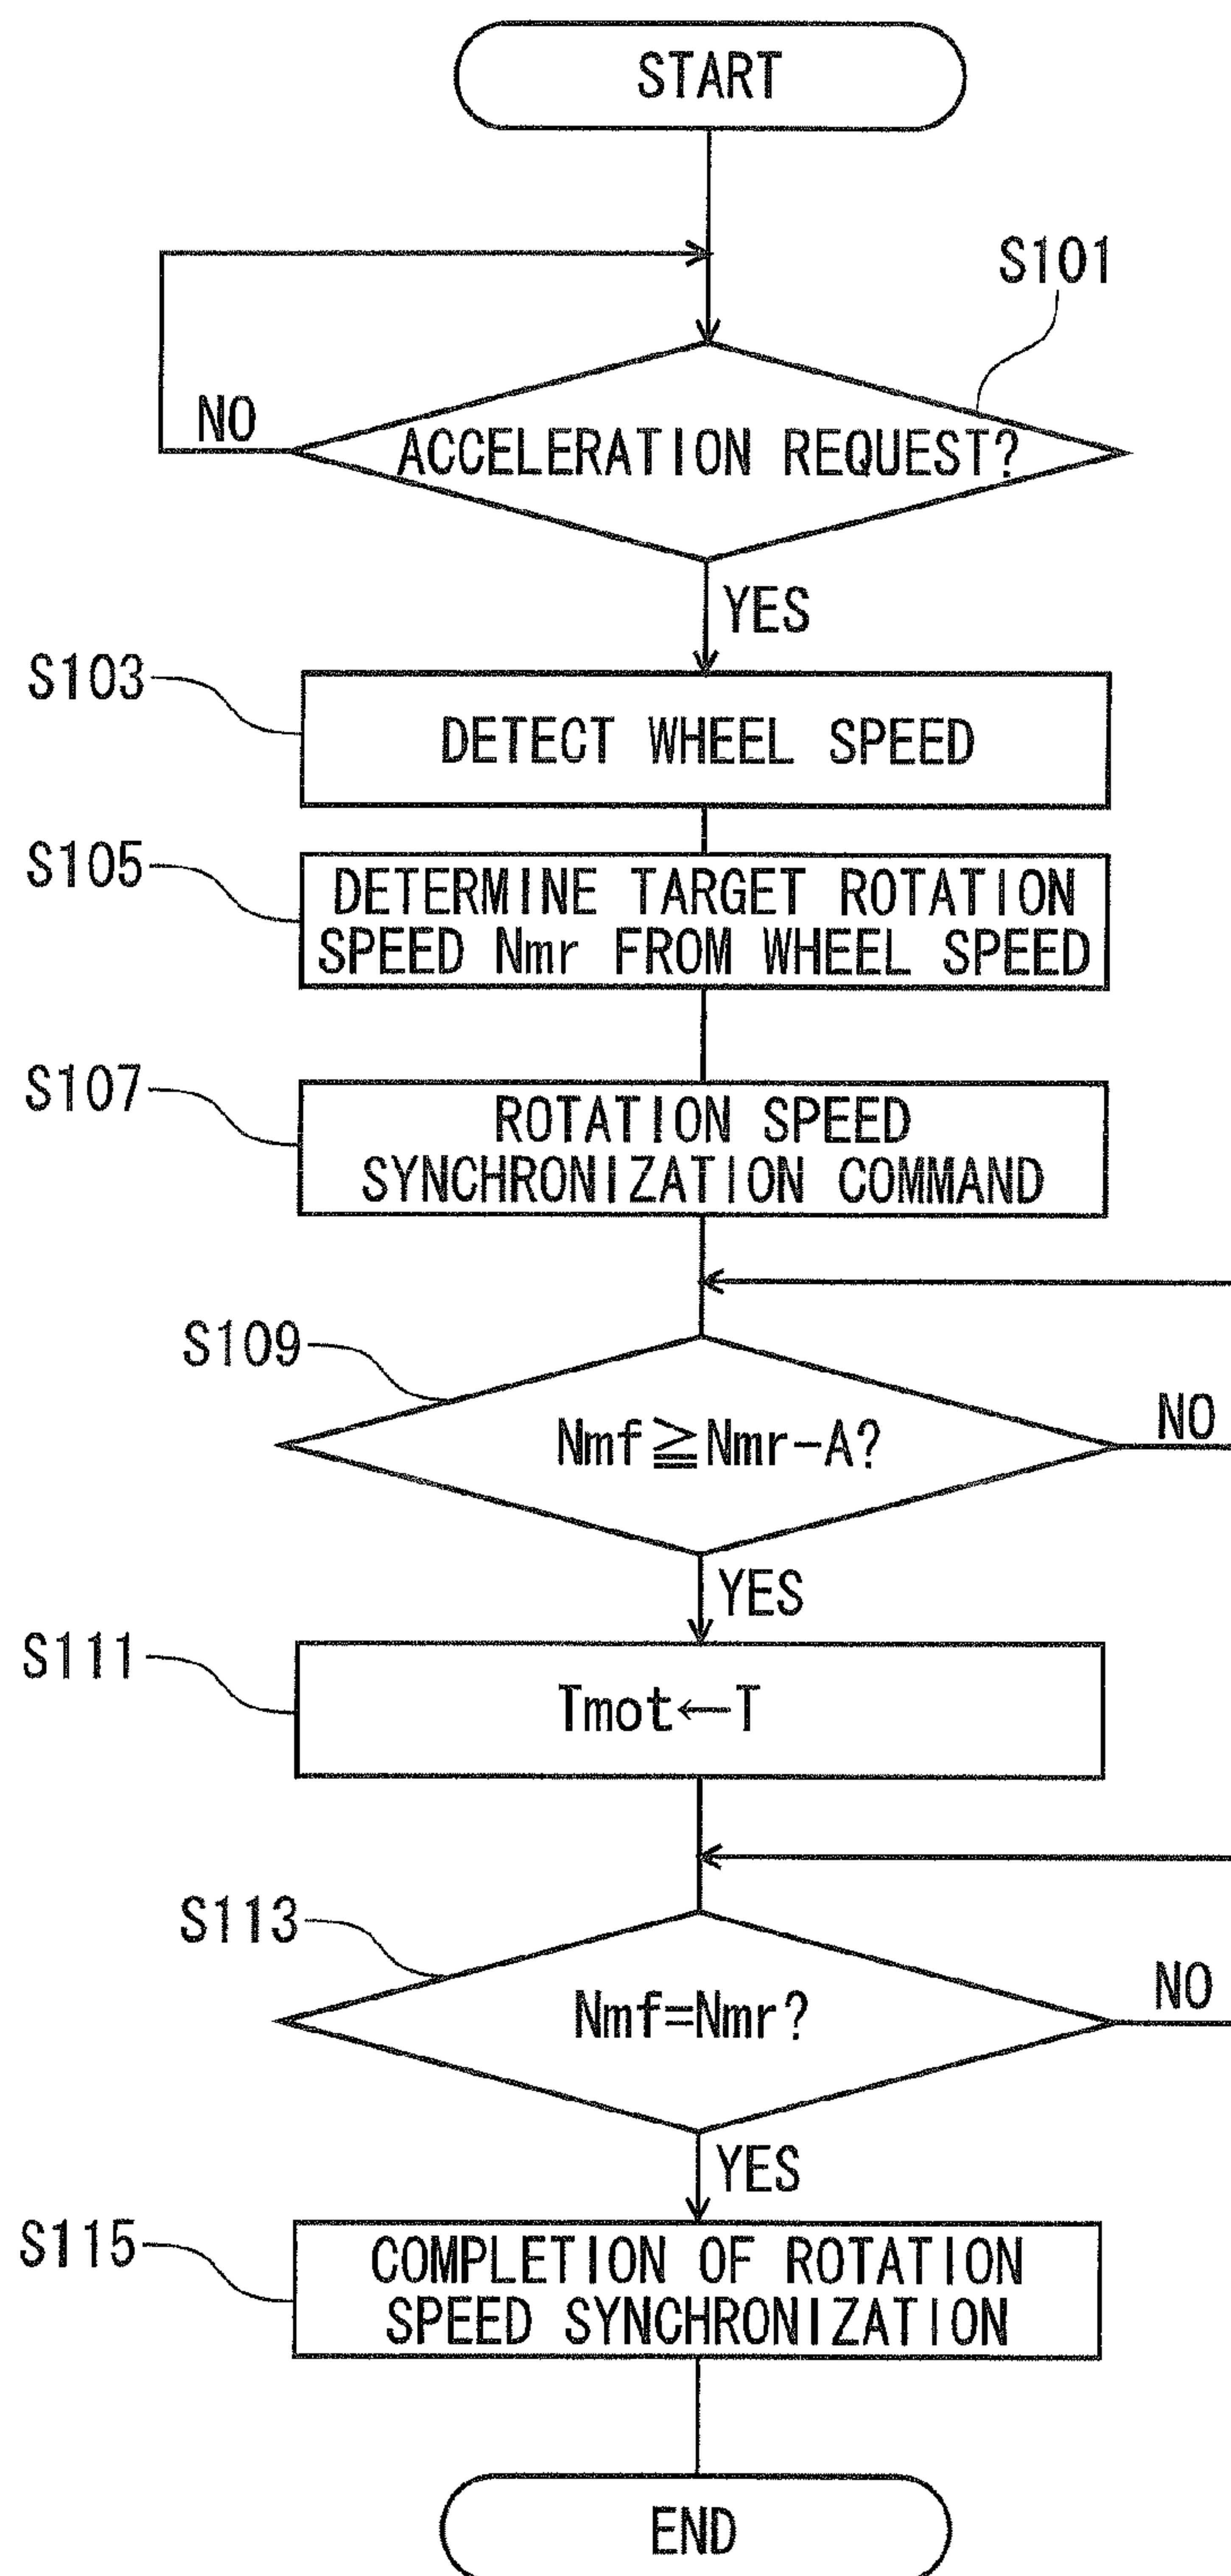 START
S101
NO
ACCELERATION REQUEST?
YES
S103
DETECT WHEEL SPEED
S105
DETERMINE TARGET ROTATION
SPEED Nmr FROM WHEEL SPEED
S107
ROTATION SPEED
SYNCHRONIZATION COMMAND
S109
Nmf≧Nmr-A?
NO
YES
S111
Tmot←T
S113
Nmf=Nmr?
NO
YES
S115
COMPLETION OF ROTATION
SPEED SYNCHRONIZATION
END